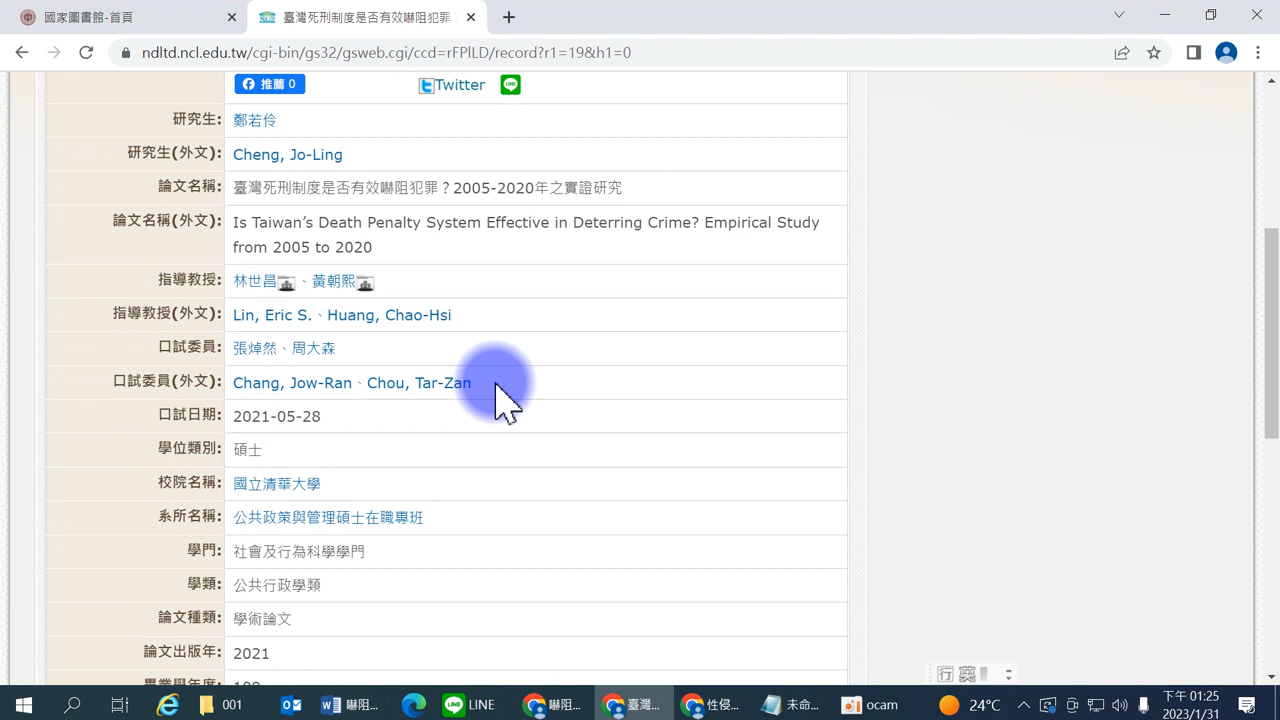 國家圖書館-首頁
臺灣死刑制度是否有效嚇阻犯罪
ndltd.ncl.edu.tw/cgi-bin/gs32/gsweb.cgi/ccd=rFPlLD/record?r1=19&h1=0
推薦 0 Twitter
研究生: 鄭若伶
研究生(外文): Cheng, Jo-Ling
論文名稱: 臺灣死刑制度是否有效嚇阻犯罪？2005-2020年之實證研究
論文名稱(外文): Is Taiwan’s Death Penalty System Effective in Deterring Crime? Empirical Study
from 2005 to 2020
指導教授: 林世昌、黃朝熙
指導教授(外文): Lin, Eric S.、Huang, Chao-Hsi
口試委員: 張焯然、周大森
口試委員(外文): Chang, Jow-Ran、Chou, Tar-Zan
口試日期: 2021-05-28
學位類別: 碩士
校院名稱: 國立清華大學
系所名稱: 公共政策與管理碩士在職專班
學門: 社會及行為科學學門
學類: 公共行政學類
論文種類: 學術論文
論文出版年: 2021
行 英
001 嚇阻... LINE 嚇阻... 臺灣... 性侵... 未命... ocam 24°C 下午 01:25
2023/1/31